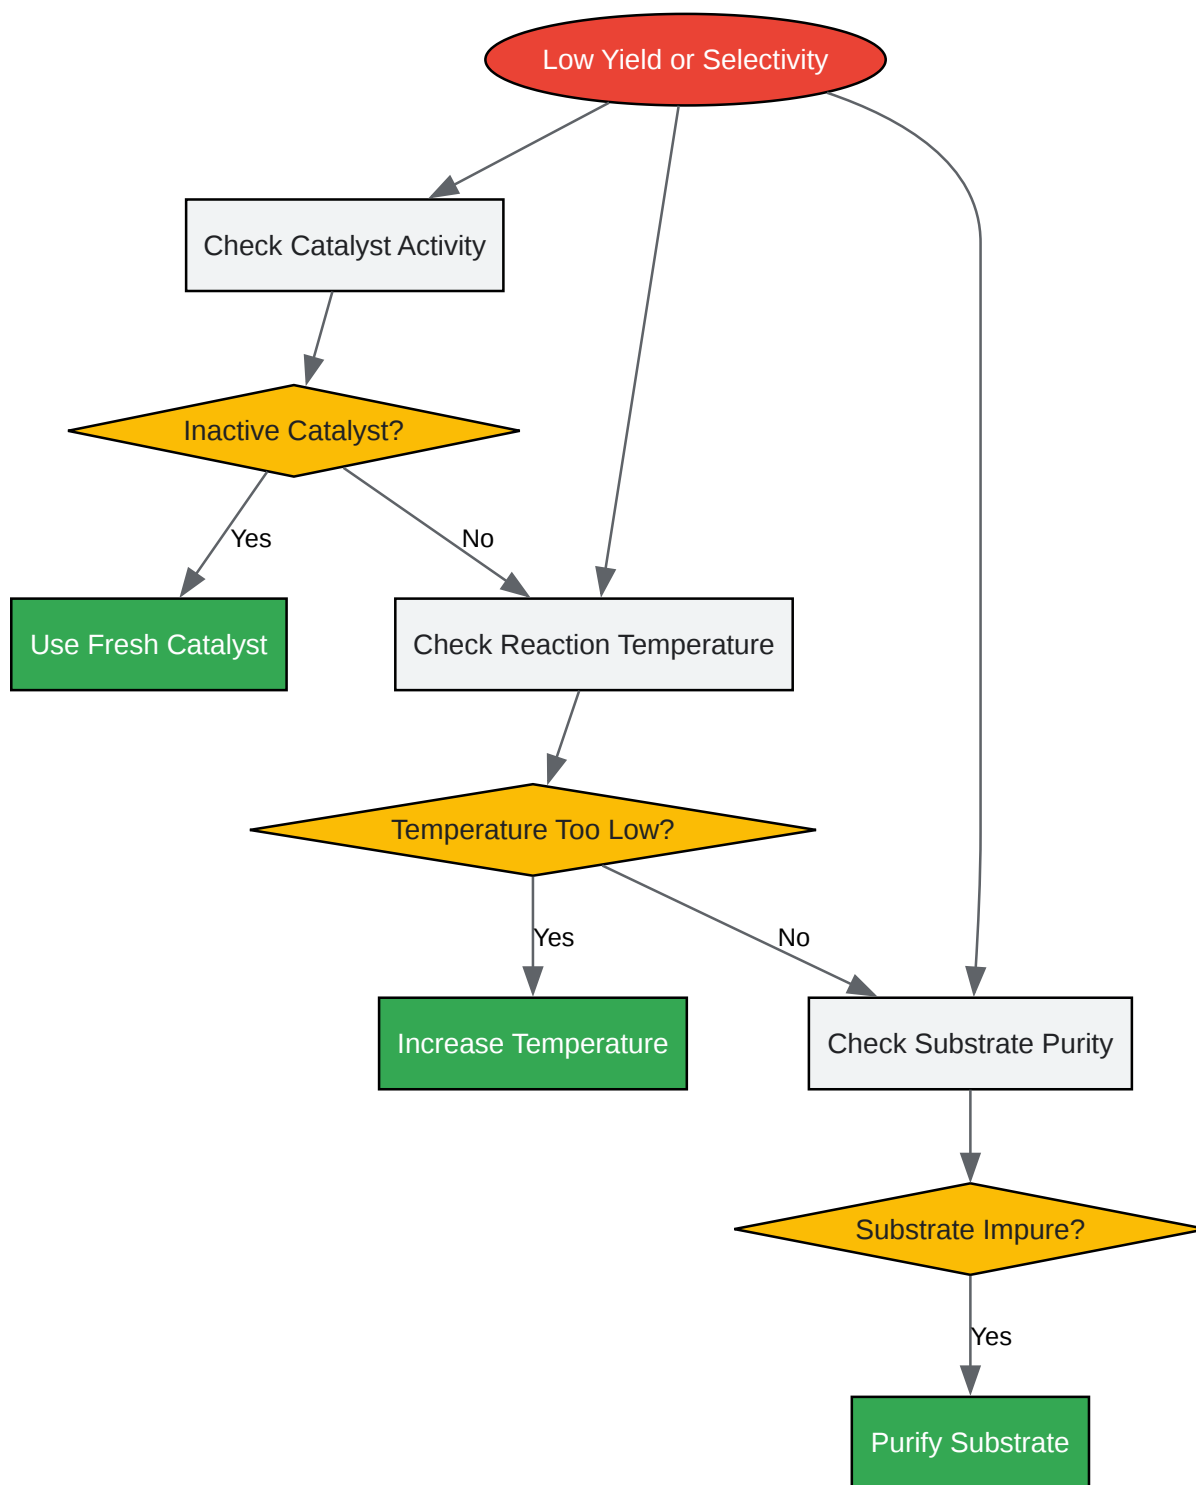 Low Yield or Selectivity
Check Catalyst Activity
Inactive Catalyst?
Yes
No
Use Fresh Catalyst
Check Reaction Temperature
Temperature Too Low?
Yes
No
Increase Temperature
Check Substrate Purity
Substrate Impure?
Yes
Purify Substrate